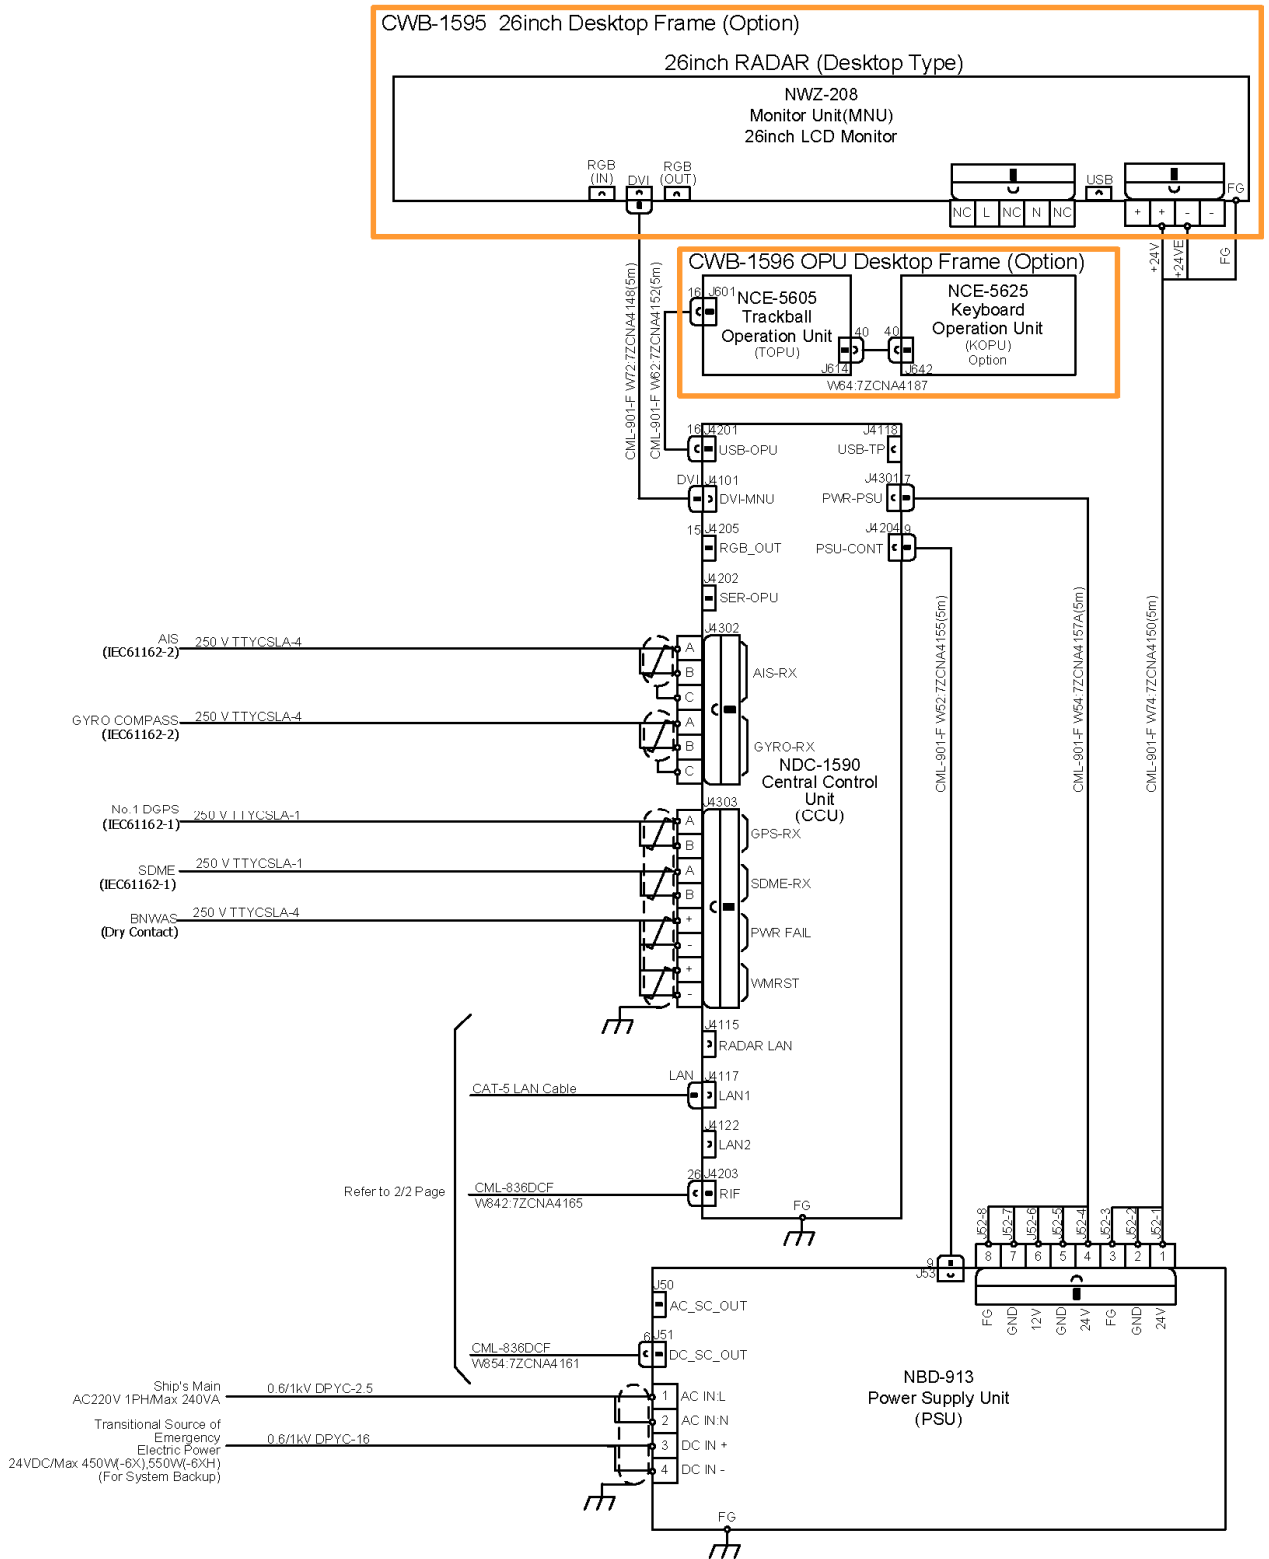 CWB-1595 26inch Desktop Frame (Option)
26inch RADAR (Desktop Type)
NWZ-208
Monitor Unit(MNU)
26inch LCD Monitor
RGB
(IN)
DVI
RGB
(OUT)
USB
FG
NC L NC N NC
+ + - -
+24V
+24VE
FG
CWB-1596 OPU Desktop Frame (Option)
16 J601
NCE-5605
Trackball
Operation Unit
(TOPU)
40
J614
40
J642
NCE-5625
Keyboard
Operation Unit
(KOPU)
Option
W64:7ZCNA4187
CML-901-F W72:7ZCNA4148(5m)
CML-901-F W62:7ZCNA4152(5m)
16 J4201
USB-OPU
J4118
USB-TP
DVI J4101
DVI-MNU
J4301 7
PWR-PSU
15 J4205
RGB_OUT
J4204 9
PSU-CONT
J4202
SER-OPU
CML-901-F W52:7ZCNA4155(5m)
CML-901-F W54:7ZCNA4157A(5m)
CML-901-F W74:7ZCNA4150(5m)
J4302
AIS
(IEC61162-2)
250 V TTYCSLA-4
A
B
C
AIS-RX
GYRO COMPASS
(IEC61162-2)
250 V TTYCSLA-4
A
B
C
GYRO-RX
NDC-1590
Central Control
Unit
(CCU)
J4303
No.1 DGPS
(IEC61162-1)
250 V TTYCSLA-1
A
B
GPS-RX
SDME
(IEC61162-1)
250 V TTYCSLA-1
A
B
SDME-RX
BNWAS
(Dry Contact)
250 V TTYCSLA-4
+
-
PWR FAIL
+
-
WMRST
J4115
RADAR LAN
CAT-5 LAN Cable
LAN J4117
LAN1
J4122
LAN2
Refer to 2/2 Page
CML-836DCF
W842:7ZCNA4165
26 J4203
RIF
FG
J52-8 J52-7 J52-6 J52-5 J52-4 J52-3 J52-2 J52-1
8 7 6 5 4 3 2 1
FG GND 12V GND 24V FG GND 24V
9
J53
J50
AC_SC_OUT
CML-836DCF
W854:7ZCNA4161
6 J51
DC_SC_OUT
NBD-913
Power Supply Unit
(PSU)
Ship's Main
AC220V 1PH/Max 240VA
0.6/1kV DPYC-2.5
1 AC IN:L
2 AC IN:N
Transitional Source of
Emergency
Electric Power
24VDC/Max 450W(-6X),550W(-6XH)
(For System Backup)
0.6/1kV DPYC-16
3 DC IN +
4 DC IN -
FG